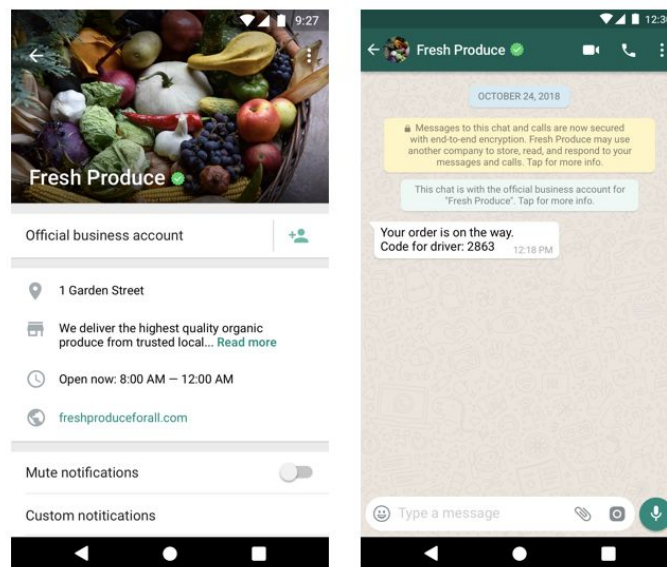 9:27
Fresh Produce
Official business account
1 Garden Street
We deliver the highest quality organic
produce from trusted local... Read more
Open now: 8:00 AM — 12:00 AM
freshproduceforall.com
Mute notifications
Custom notitications
12:30
Fresh Produce
OCTOBER 24, 2018
Messages to this chat and calls are now secured
with end-to-end encryption. Fresh Produce may use
another company to store, read, and respond to your
messages and calls. Tap for more info.
This chat is with the official business account for
"Fresh Produce". Tap for more info.
Your order is on the way.
Code for driver: 2863
12:18 PM
Type a message